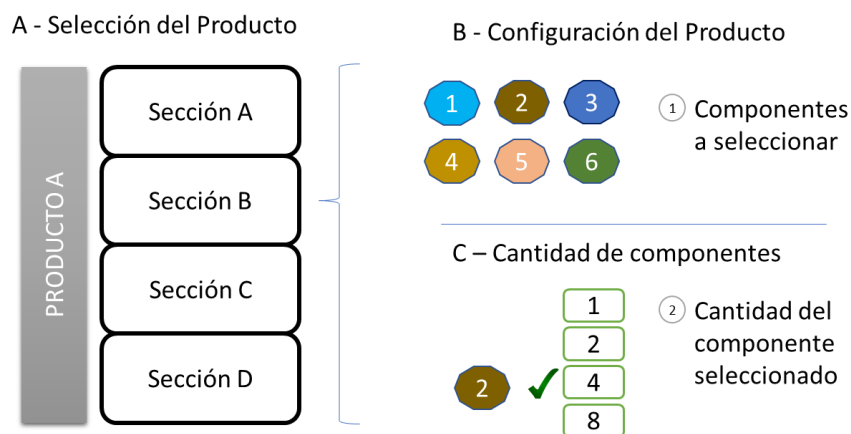 A - Selección del Producto
PRODUCTO A
Sección A
Sección B
Sección C
Sección D
B - Configuración del Producto
1
2
3
4
5
6
1
Componentes
a seleccionar
C – Cantidad de componentes
2
1
2
4
8
2
Cantidad del
componente
seleccionado